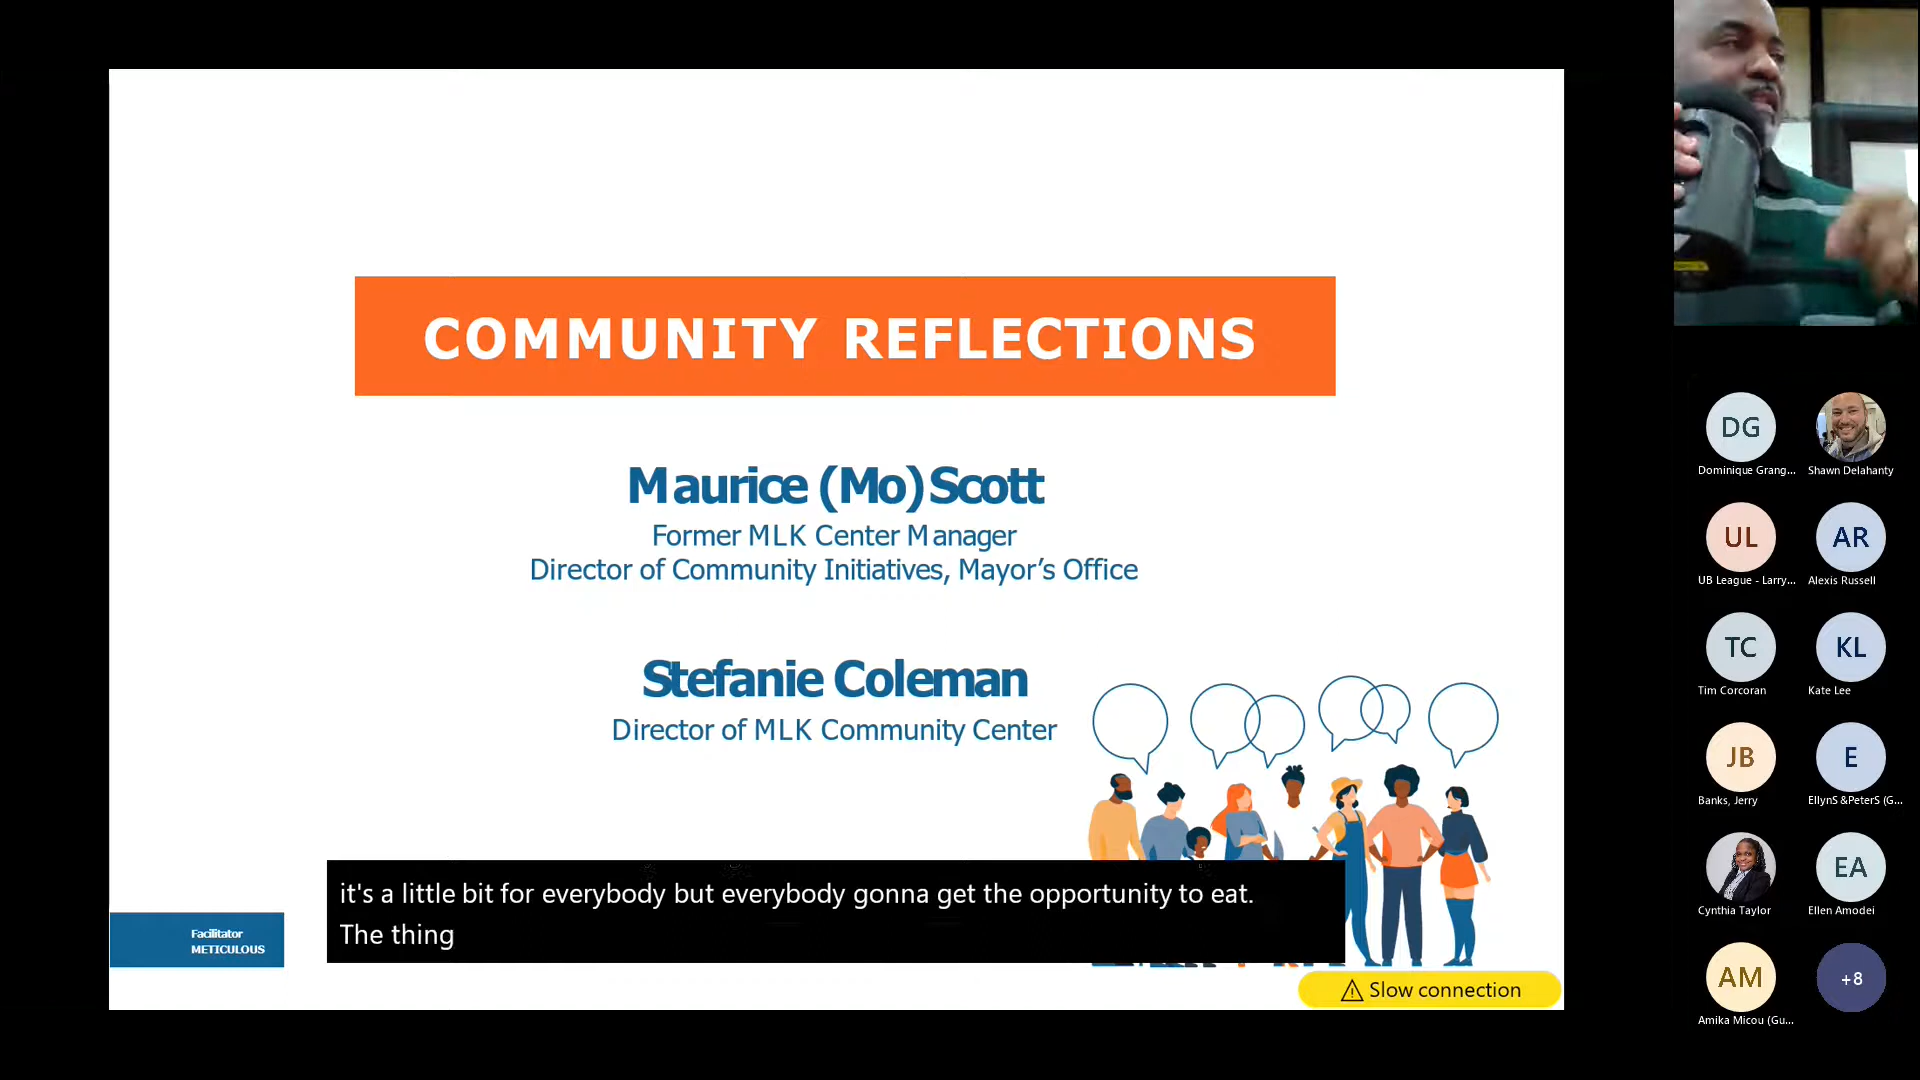 COMMUNITY REFLECTIONS
Maurice (Mo) Scott
Former MLK Center Manager
Director of Community Initiatives, Mayor's Office
Stefanie Coleman
Director of MLK Community Center
Facilitator
METICULOUS
it's a little bit for everybody but everybody gonna get the opportunity to eat.
The thing
Slow connection
DG
Dominique Grang...
Shawn Delahanty
UL
UB League - Larry...
AR
Alexis Russell
TC
Tim Corcoran
KL
Kate Lee
JB
Banks, Jerry
E
EllynS &PeterS (G...
Cynthia Taylor
EA
Ellen Amodei
AM
Amika Micou (Gu...
+8